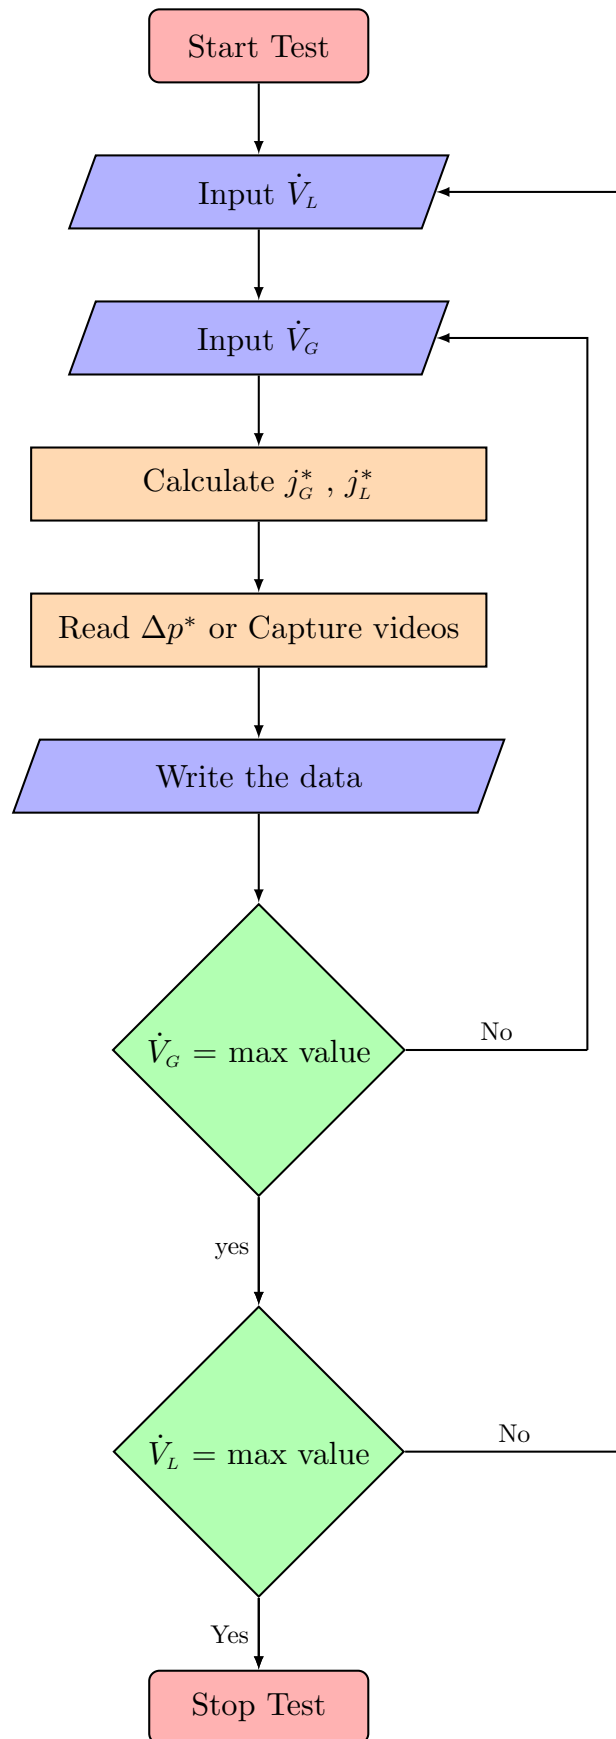 Start Test
Input V̇_L
Input V̇_G
Calculate j*_G , j*_L
Read Δp* or Capture videos
Write the data
V̇_G = max value
No
yes
V̇_L = max value
No
Yes
Stop Test